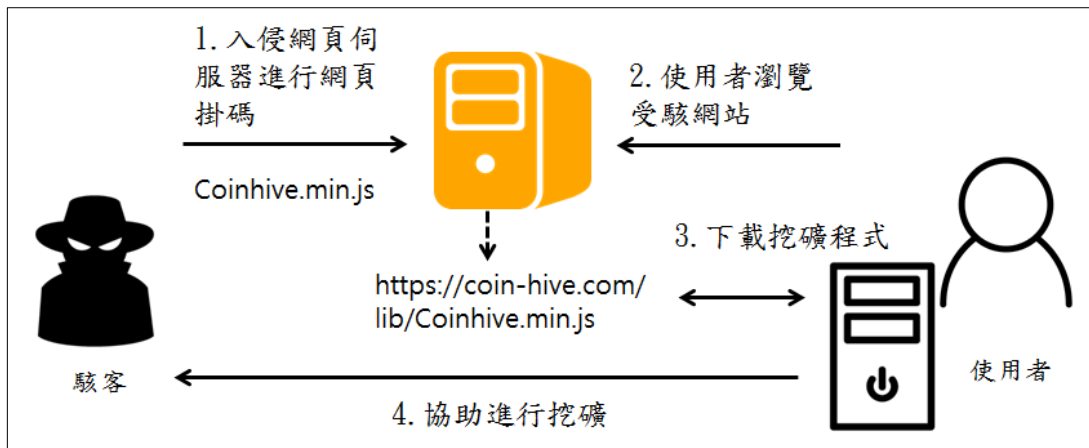 1.入侵網頁伺
服器進行網頁
掛碼
Coinhive.min.js
2.使用者瀏覽
受駭網站
3.下載挖礦程式
https://coin-hive.com/
lib/Coinhive.min.js
駭客
使用者
4.協助進行挖礦